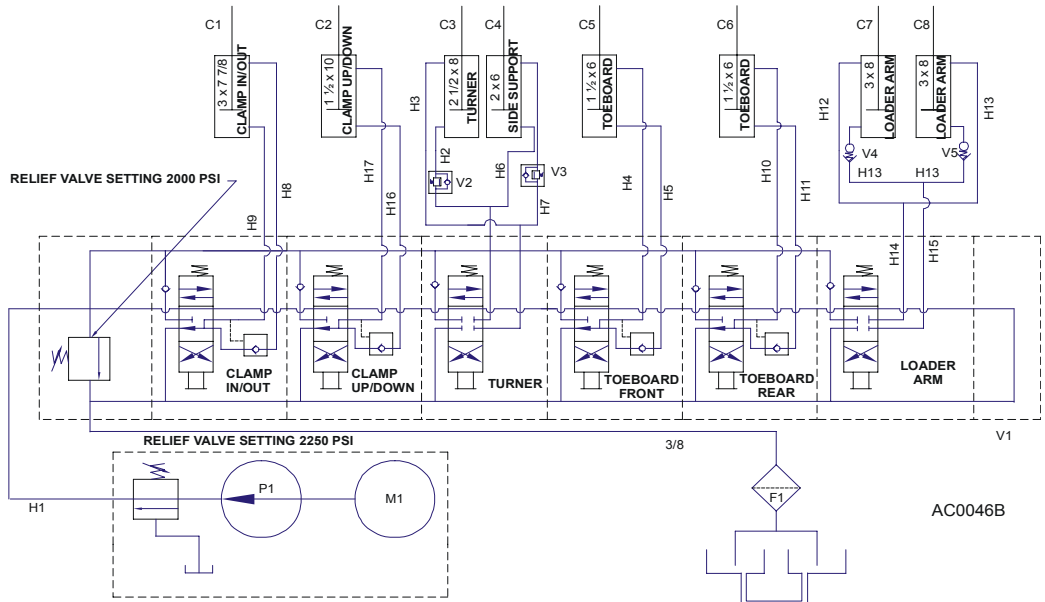 C1
C2
C3
C4
C5
C6
C7
C8
3 x 7 7/8
CLAMP IN/OUT
1 ½ x 10
CLAMP UP/DOWN
2 1/2 x 8
TURNER
2 x 6
SIDE SUPPORT
1 ½ x 6
TOEBOARD
1 ½ x 6
TOEBOARD
3 x 8
LOADER ARM
3 x 8
LOADER ARM
H3
H12
H13
H2
H6
V4
V5
H13
H13
V2
V3
RELIEF VALVE SETTING 2000 PSI
H9
H8
H17
H16
H7
H4
H5
H10
H11
H14
H15
CLAMP
IN/OUT
CLAMP
UP/DOWN
TURNER
TOEBOARD
FRONT
TOEBOARD
REAR
LOADER
ARM
RELIEF VALVE SETTING 2250 PSI
3/8
V1
H1
P1
M1
F1
AC0046B